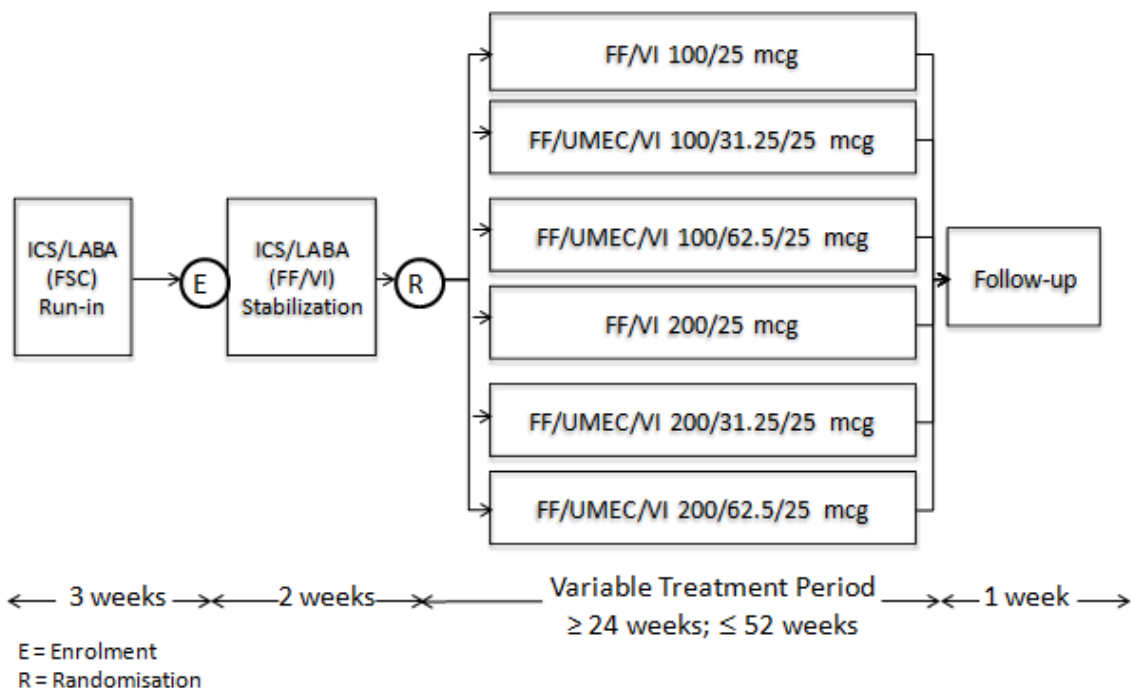 ICS/LABA
(FSC)
Run-in
E
ICS/LABA
(FF/VI)
Stabilization
R
FF/VI 100/25 mcg
FF/UMEC/VI 100/31.25/25 mcg
FF/UMEC/VI 100/62.5/25 mcg
FF/VI 200/25 mcg
FF/UMEC/VI 200/31.25/25 mcg
FF/UMEC/VI 200/62.5/25 mcg
Follow-up
3 weeks
2 weeks
Variable Treatment Period
≥ 24 weeks; ≤ 52 weeks
1 week
E = Enrolment
R = Randomisation